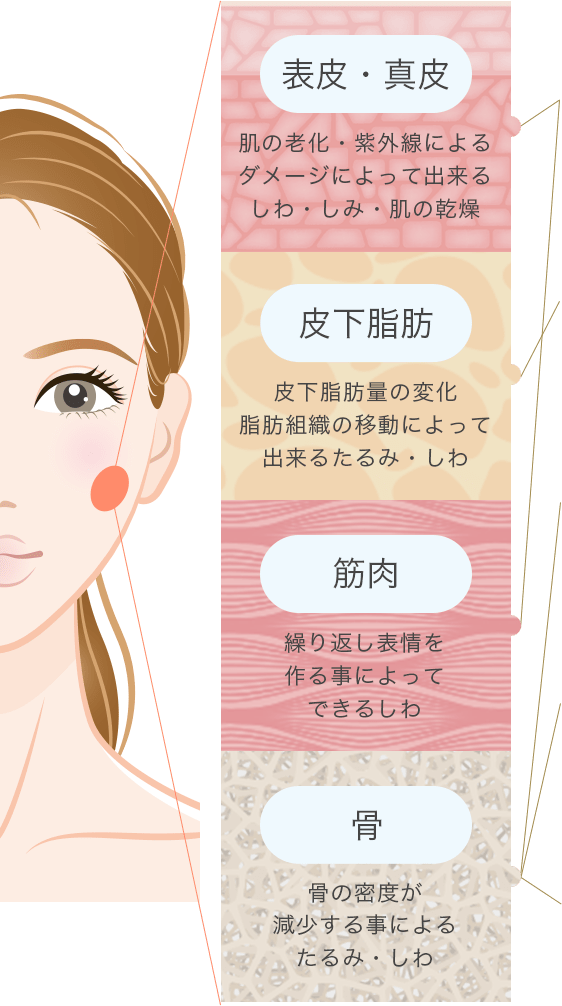 表皮・真皮
肌の老化・紫外線による
ダメージによって出来る
しわ・しみ・肌の乾燥
皮下脂肪
皮下脂肪量の変化
脂肪組織の移動によって
出来るたるみ・しわ
筋肉
繰り返し表情を
作る事によって
できるしわ
骨
骨の密度が
減少する事による
たるみ・しわ